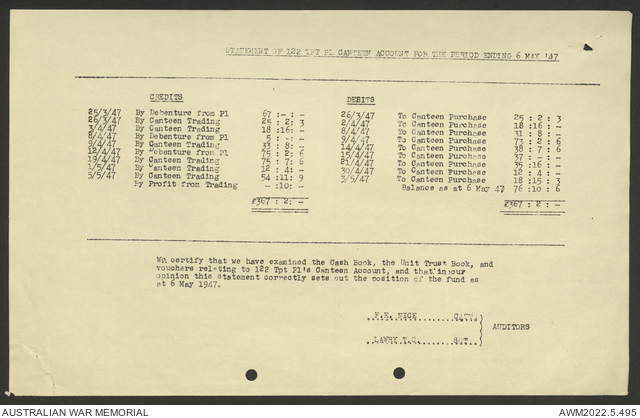 STATEMENT OF 122 TPT PL CANTEEN ACCOUNT FOR THE PERIOD ENDING 6 MAY '47
CREDITS DEBITS
25/3/47 By Debenture from Pl 67 :- : - 26/3/47 To Canteen Purchase 25 : 2 : 3
26/3/47 By Canteen Trading 25 : 2: 3 2/4/47 To Canteen Purchase 18 :16 : -
3/4/47 By Canteen Trading 18 :16: - 8/4/47 To Canteen Purchase 31 : 8 : -
8/4/47 By Debenture from Pl 5 :- : - 9/4/47 To Canteen Purchase 73 : 2 : 6
9/4/47 By Canteen Trading 33 : 8- - 14/4/47 To Canteen Purchase 38 : 7 : 6
12/4/47 By Debenture from Pl 75 : 2: 6 15/4/47 To Canteen Purchase 37 : - : -
19/4/47 By Canteen Trading 75 : 7: 6 21/4/47 To Canteen Purchase 35 :16 : -
1/5/47 By Canteen Trading 12 : 4: - 30/4/47 To Canteen Purchase 12 : 4 : -
5/5/47 By Canteen Trading 54 :11: 9 3/5/47 To Canteen Purchase 18 :15 : 3
By Profit from Trading - :10: - Balance as at 6 May 47 76 :10 : 6
£367 : 2: - £367 : 2 : -
We certify that we have examined the Cash Book, the Unit Trust Book, and
vouchers relating to 122 Tpt Pl's Canteen Account, and that in our
opinion this statement correctly sets out the position of the fund as
at 6 May 1947.
F.E. NICE CAPT.
AUDITORS
LAWRY T.C. SGT.
AUSTRALIAN WAR MEMORIAL AWM2022.5.495